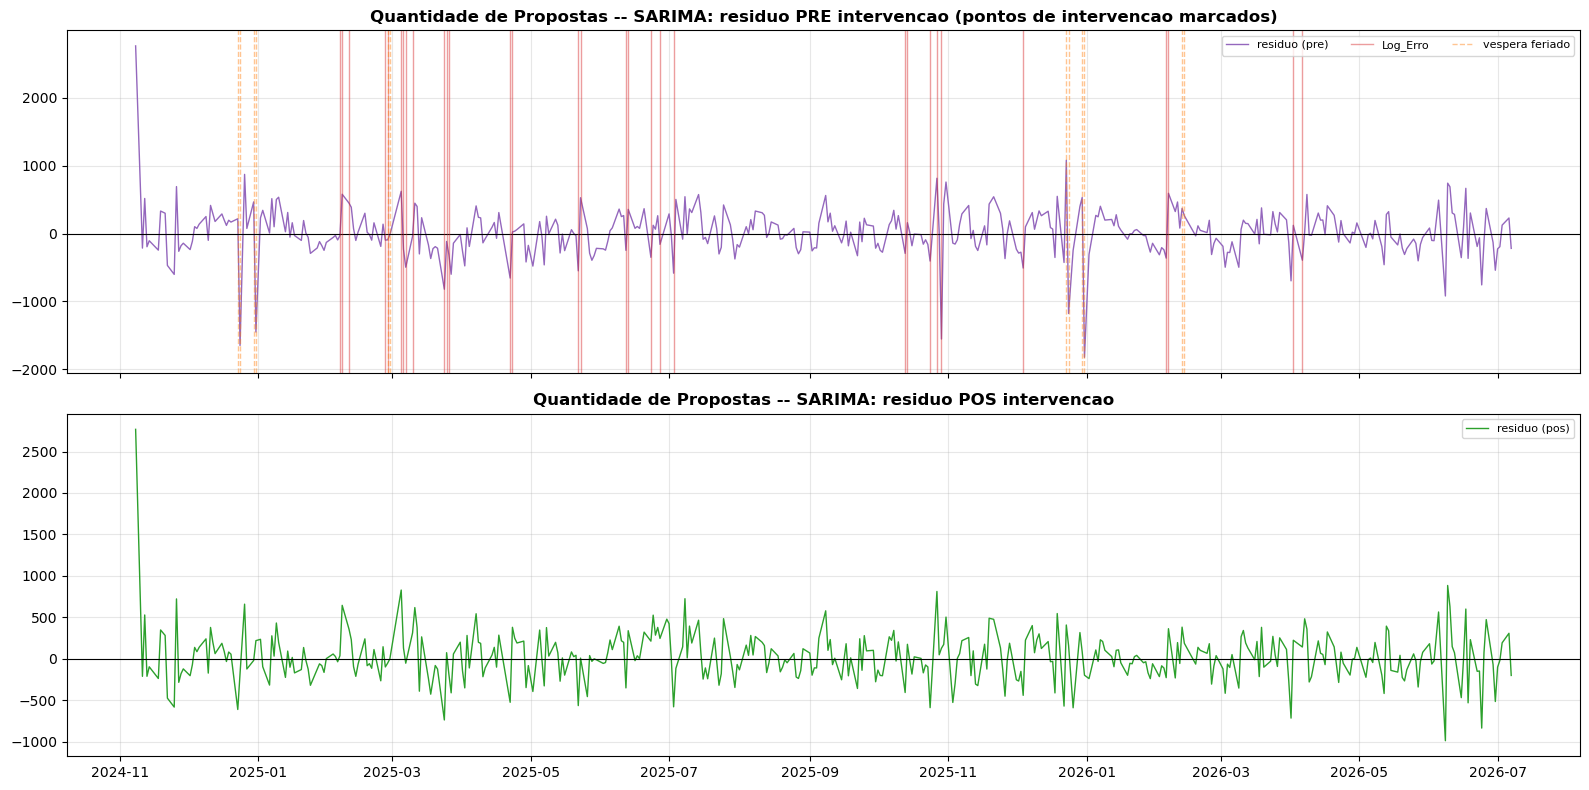 Quantidade de Propostas -- SARIMA: residuo PRE intervencao (pontos de intervencao marcados)
residuo (pre) Log_Erro vespera feriado
2000
1000
0
−1000
−2000
Quantidade de Propostas -- SARIMA: residuo POS intervencao
residuo (pos)
2500
2000
1500
1000
500
0
−500
−1000
2024-11 2025-01 2025-03 2025-05 2025-07 2025-09 2025-11 2026-01 2026-03 2026-05 2026-07